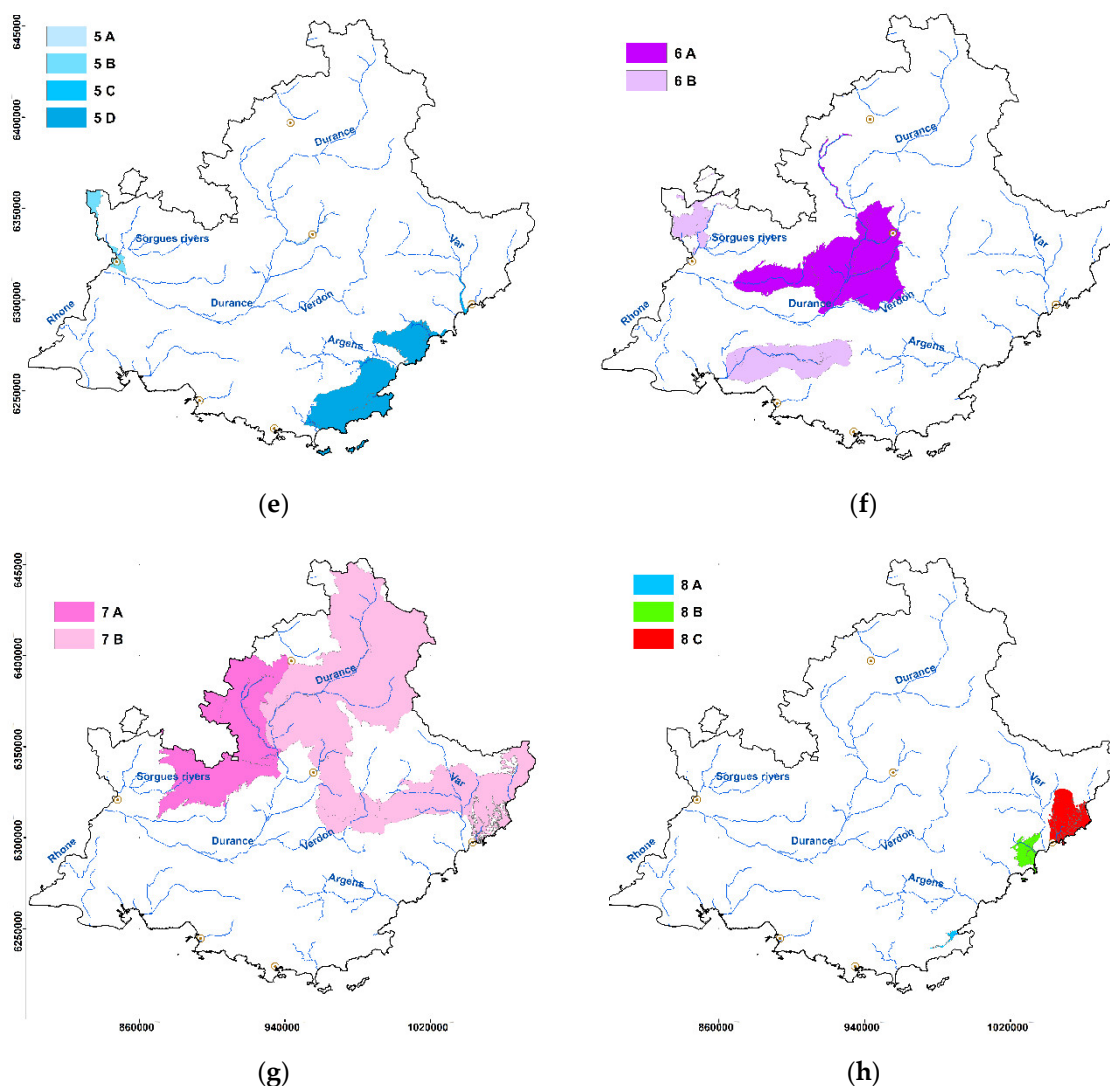 6450000
5 A
5 B
5 C
5 D
6400000
Durance
6350000
Sorgues rivers
Var
6300000
Rhone
Durance
Verdon
Argens
6250000
(e)
6 A
6 B
Durance
Sorgues rivers
Var
Rhone
Durance
Verdon
Argens
(f)
6450000
7 A
7 B
6400000
Durance
6350000
Sorgues rivers
Var
6300000
Rhone
Durance
Verdon
Argens
6250000
860000
940000
1020000
(g)
8 A
8 B
8 C
Durance
Sorgues rivers
Var
Rhone
Durance
Verdon
Argens
860000
940000
1020000
(h)